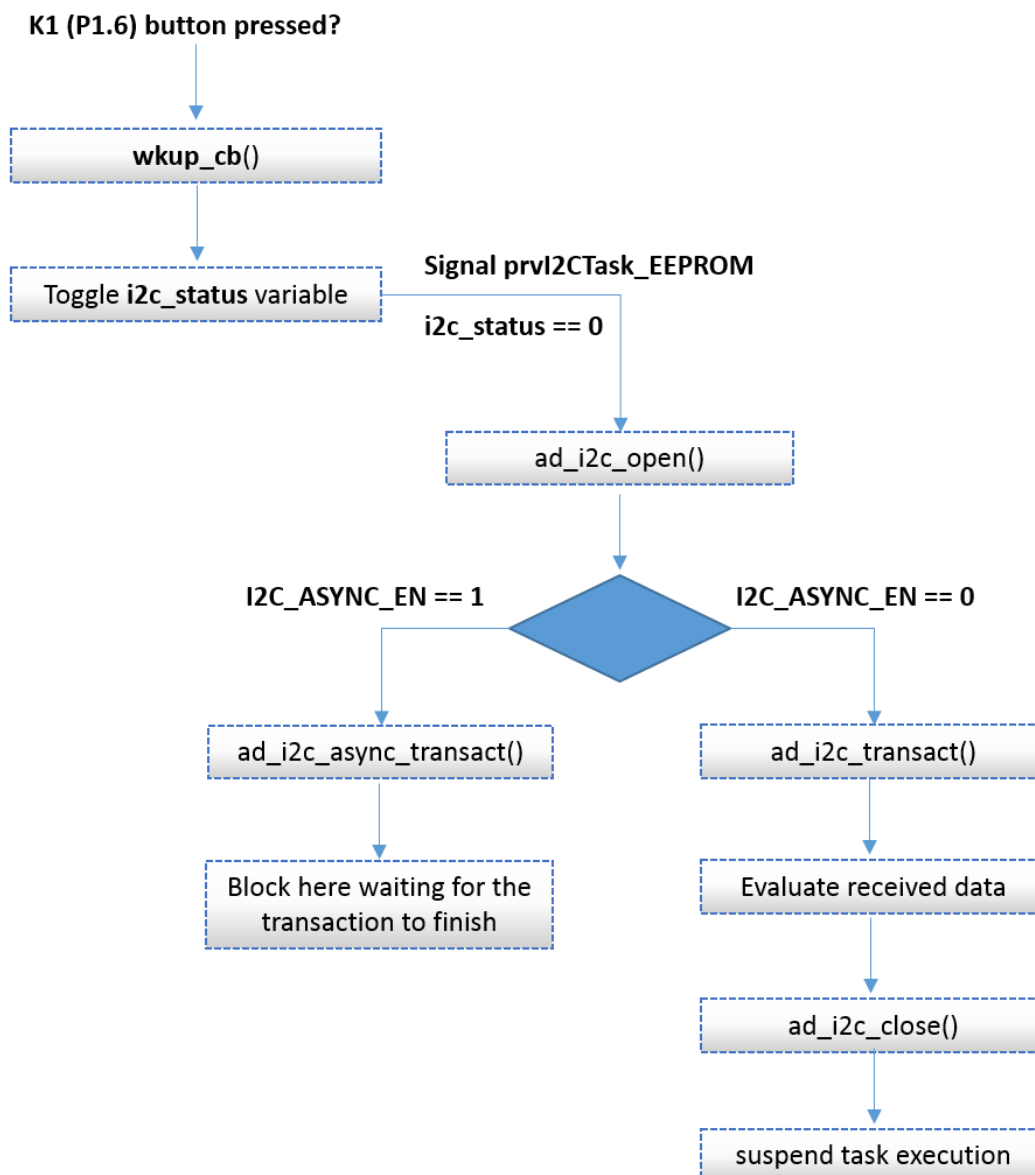 K1 (P1.6) button pressed?
wkup_cb()
Toggle i2c_status variable
Signal prvI2CTask_EEPROM
i2c_status == 0
ad_i2c_open()
I2C_ASYNC_EN == 1
I2C_ASYNC_EN == 0
ad_i2c_async_transact()
ad_i2c_transact()
Block here waiting for the
transaction to finish
Evaluate received data
ad_i2c_close()
suspend task execution